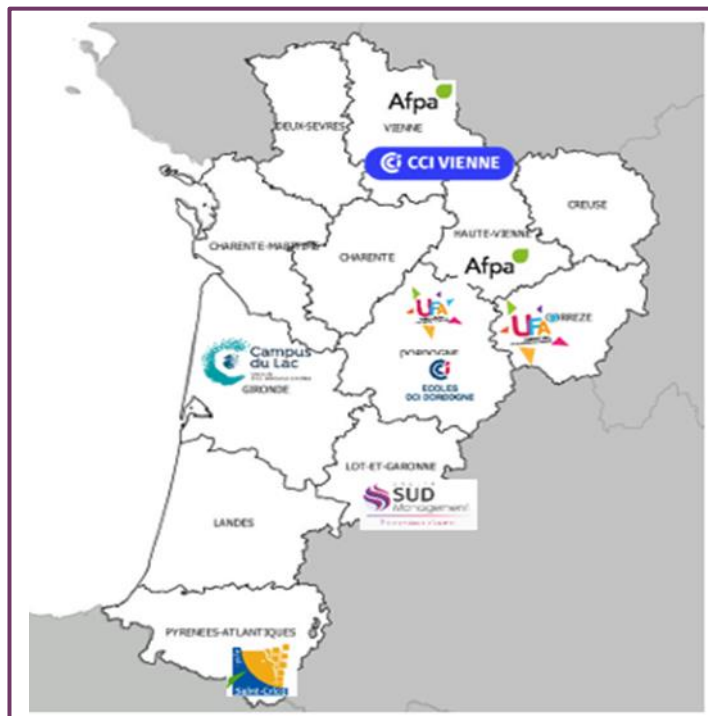 Afpa
DEUX-SEVRES
VIENNE
CCI VIENNE
CREUSE
HAUTE-VIENNE
CHARENTE-MARITIME
CHARENTE
Afpa
UFA
UFA
CORREZE
Campus
du Lac
GIRONDE
DORDOGNE
CCI
ECOLES
CCI DORDOGNE
LOT-ET-GARONNE
SUD
Management
LANDES
PYRENEES-ATLANTIQUES